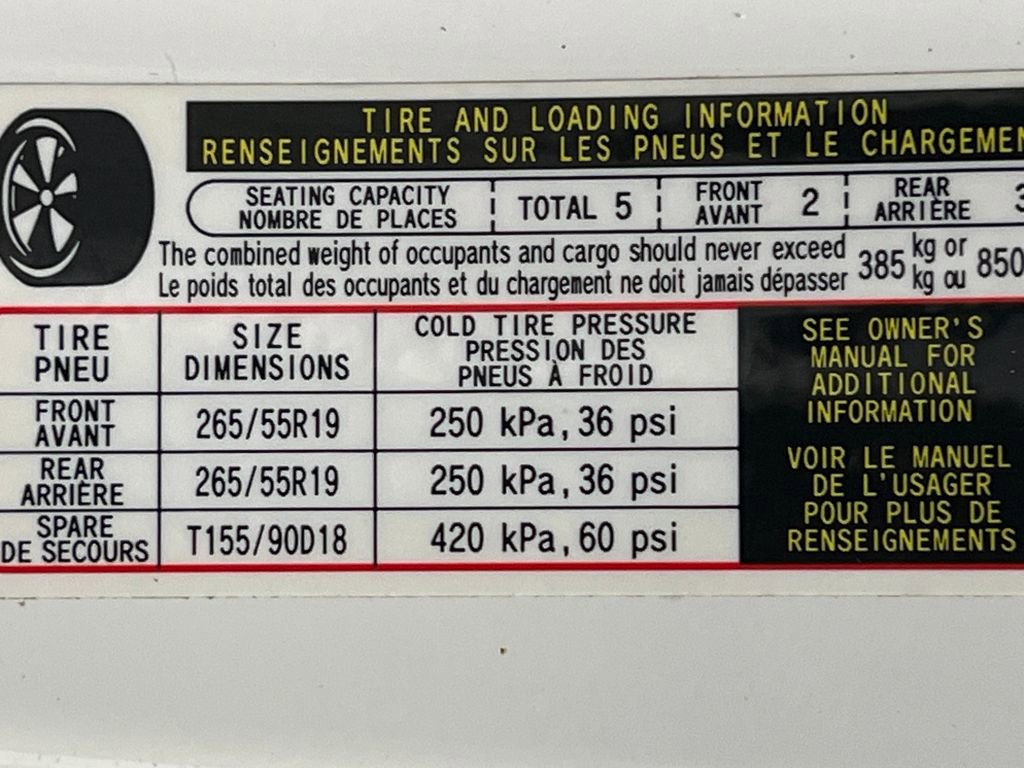 TIRE AND LOADING INFORMATION
RENSEIGNEMENTS SUR LES PNEUS ET LE CHARGEMEN
SEATING CAPACITY
NOMBRE DE PLACES
TOTAL 5
FRONT
AVANT
2
REAR
ARRIÈRE
3
The combined weight of occupants and cargo should never exceed
Le poids total des occupants et du chargement ne doit jamais dépasser
385 kg or
kg ou
850
TIRE
PNEU
SIZE
DIMENSIONS
COLD TIRE PRESSURE
PRESSION DES
PNEUS À FROID
FRONT
AVANT
265/55R19
250 kPa, 36 psi
REAR
ARRIÈRE
265/55R19
250 kPa, 36 psi
SPARE
DE SECOURS
T155/90D18
420 kPa, 60 psi
SEE OWNER'S
MANUAL FOR
ADDITIONAL
INFORMATION
VOIR LE MANUEL
DE L'USAGER
POUR PLUS DE
RENSEIGNEMENTS